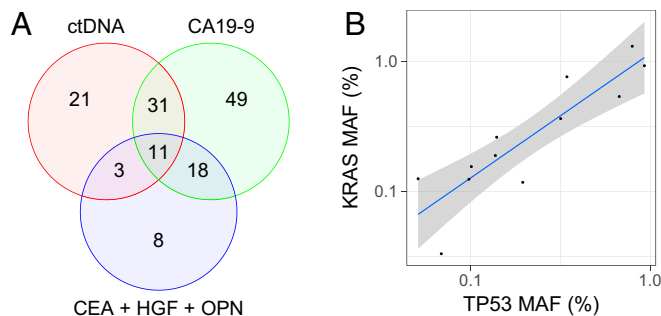 A
ctDNA
CA19-9
21
31
49
11
3
18
8
CEA + HGF + OPN
B
KRAS MAF (%)
1.0
0.1
0.1
1.0
TP53 MAF (%)